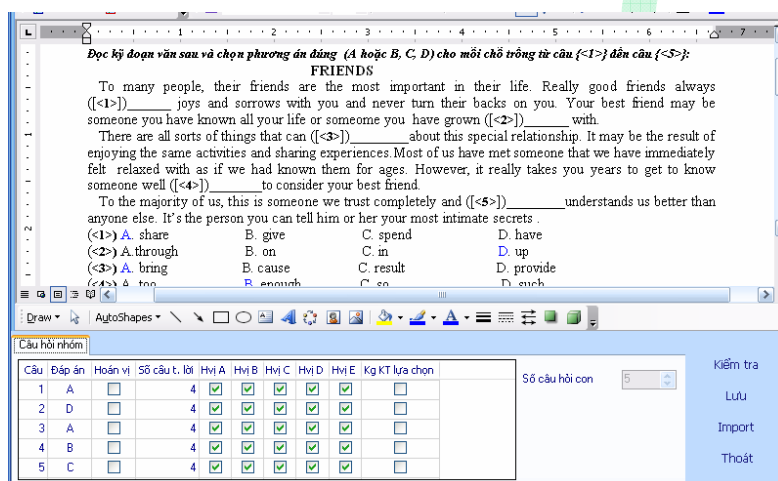 L 1 2 3 4 5 6 7
Đọc kỹ đoạn văn sau và chọn phương án đúng (A hoặc B, C, D) cho mỗi chỗ trống từ câu {<1>} đến câu {<5>}:
FRIENDS
To many people, their friends are the most important in their life. Really good friends always
([<1>])______ joys and sorrows with you and never turn their backs on you. Your best friend may be
someone you have known all your life or someome you have grown ([<2>])______ with.
There are all sorts of things that can ([<3>])________about this special relationship. It may be the result of
enjoying the same activities and sharing experiences. Most of us have met someone that we have immediately
felt relaxed with as if we had known them for ages. However, it really takes you years to get to know
someone well ([<4>])_______to consider your best friend.
To the majority of us, this is someone we trust completely and ([<5>])________understands us better than
anyone else. It's the person you can tell him or her your most intimate secrets .
(<1>) A. share B. give C. spend D. have
(<2>) A.through B. on C. in D. up
(<3>) A. bring B. cause C. result D. provide
(<4>) A. too B. enough C. so D. such
Draw AutoShapes
Câu hỏi nhóm
Câu Đáp án Hoán vị Số câu t. lời Hvị A Hvị B Hvị C Hvị D Hvị E Kg KT lựa chọn
1 A 4
2 D 4
3 A 4
4 B 4
5 C 4
Số câu hỏi con 5
Kiểm tra
Lưu
Import
Thoát